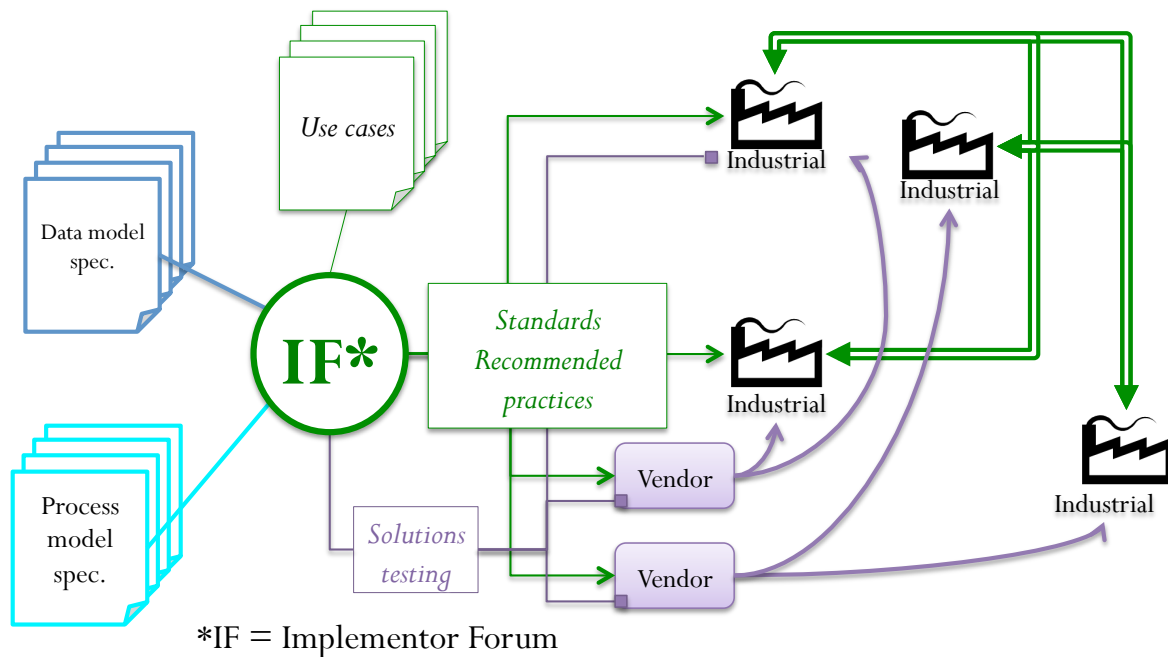 Use cases
Industrial
Industrial
Data model
spec.
IF*
Standards
Recommended
practices
Industrial
Industrial
Vendor
Process
model
spec.
Solutions
testing
Vendor
*IF = Implementor Forum